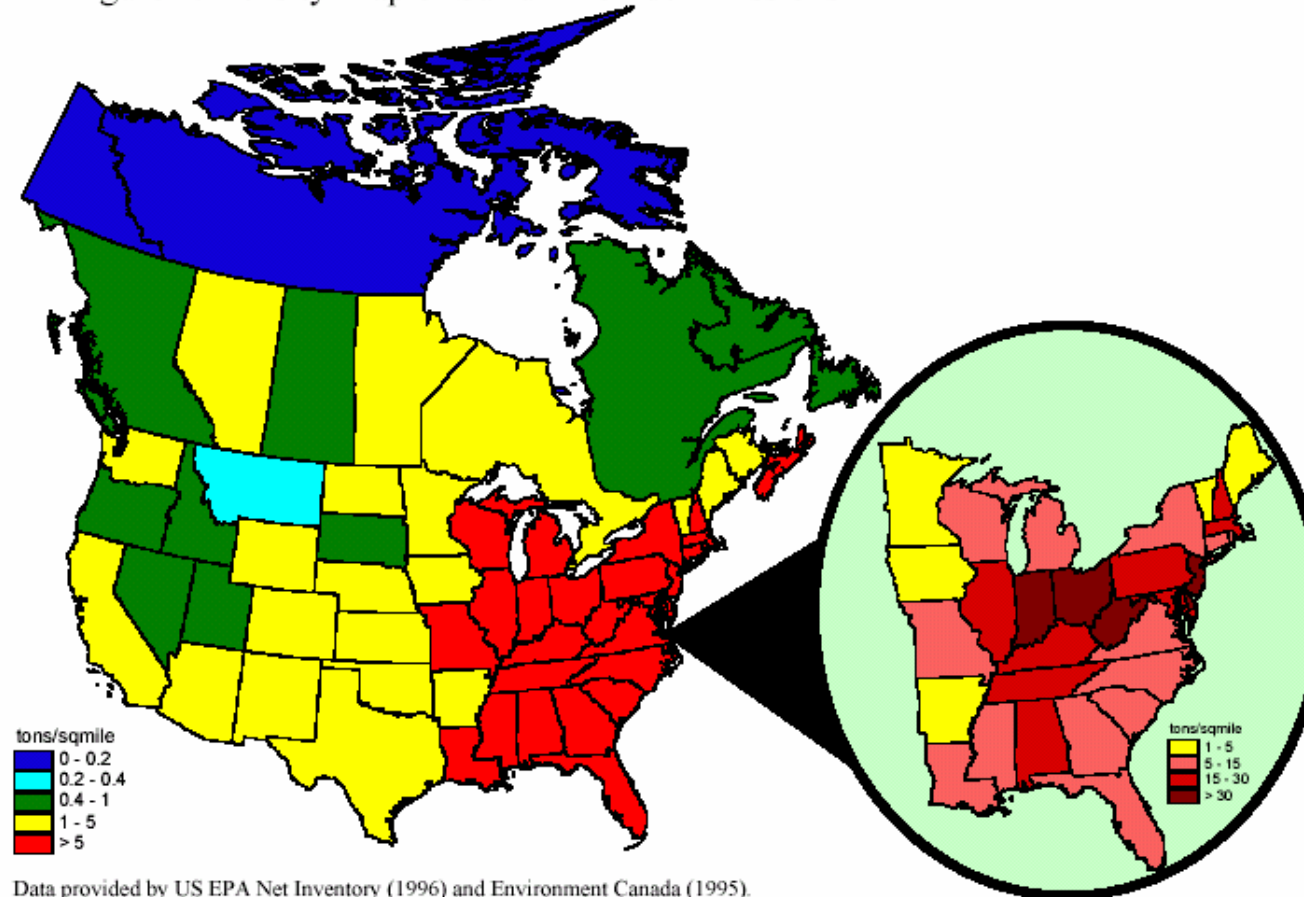 tons/sqmile
0 - 0.2
0.2 - 0.4
0.4 - 1
1 - 5
> 5
tons/sqmile
1 - 5
5 - 15
15 - 30
> 30
Data provided by US EPA Net Inventory (1996) and Environment Canada (1995).